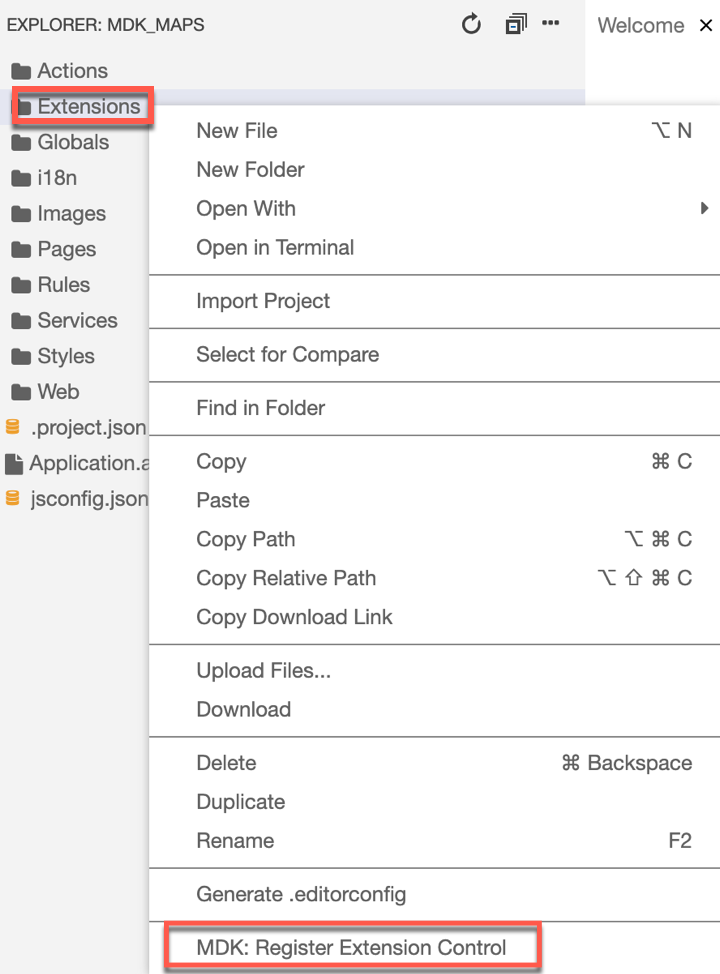 EXPLORER: MDK_MAPS
Welcome
Actions
Extensions
Globals
i18n
Images
Pages
Rules
Services
Styles
Web
.project.json
Application.a
jsconfig.json
New File ⌥ N
New Folder
Open With
Open in Terminal
Import Project
Select for Compare
Find in Folder
Copy ⌘ C
Paste
Copy Path ⌥ ⌘ C
Copy Relative Path ⌥ ⇧ ⌘ C
Copy Download Link
Upload Files...
Download
Delete ⌘ Backspace
Duplicate
Rename F2
Generate .editorconfig
MDK: Register Extension Control